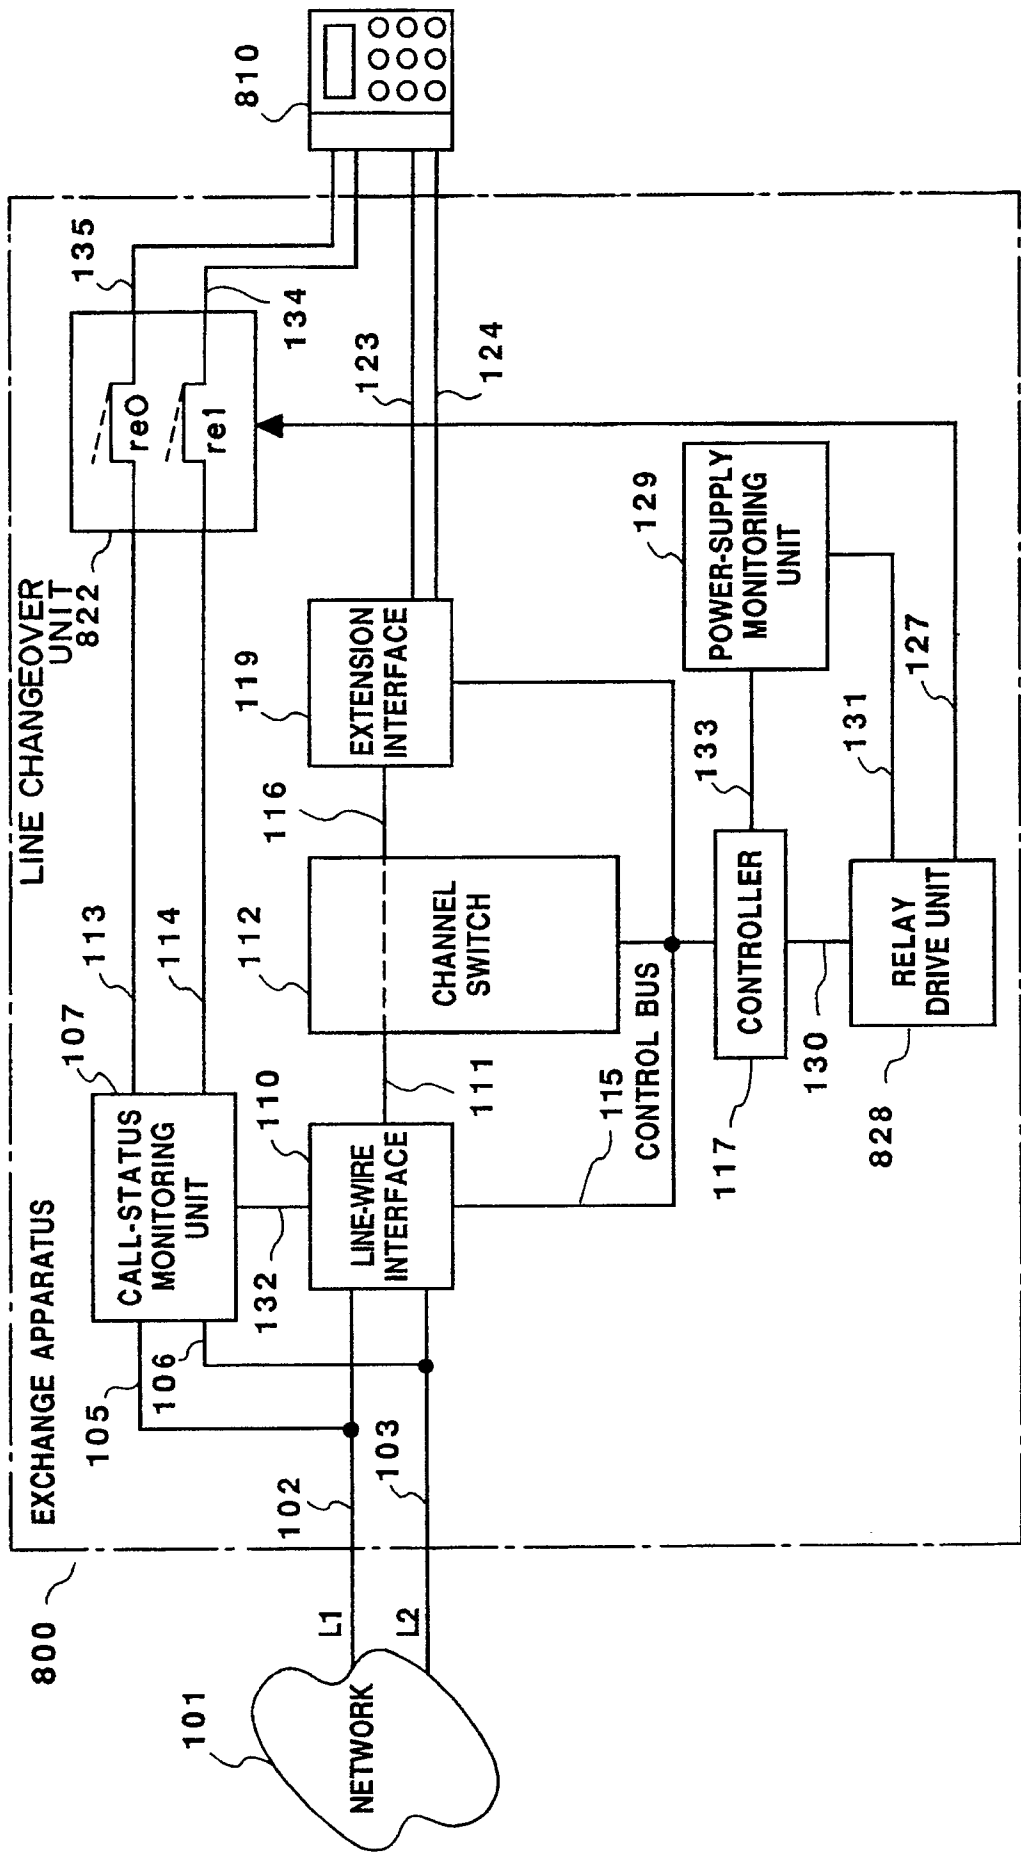 800
EXCHANGE APPARATUS
LINE CHANGEOVER
UNIT
822
107
113
114
135
134
810
105
106
CALL-STATUS
MONITORING
UNIT
re0
re1
132
110
112
116
119
123
124
101
NETWORK
L1
L2
102
103
LINE-WIRE
INTERFACE
111
CHANNEL
SWITCH
EXTENSION
INTERFACE
115
CONTROL BUS
129
POWER-SUPPLY
MONITORING
UNIT
117
CONTROLLER
133
130
131
127
828
RELAY
DRIVE UNIT